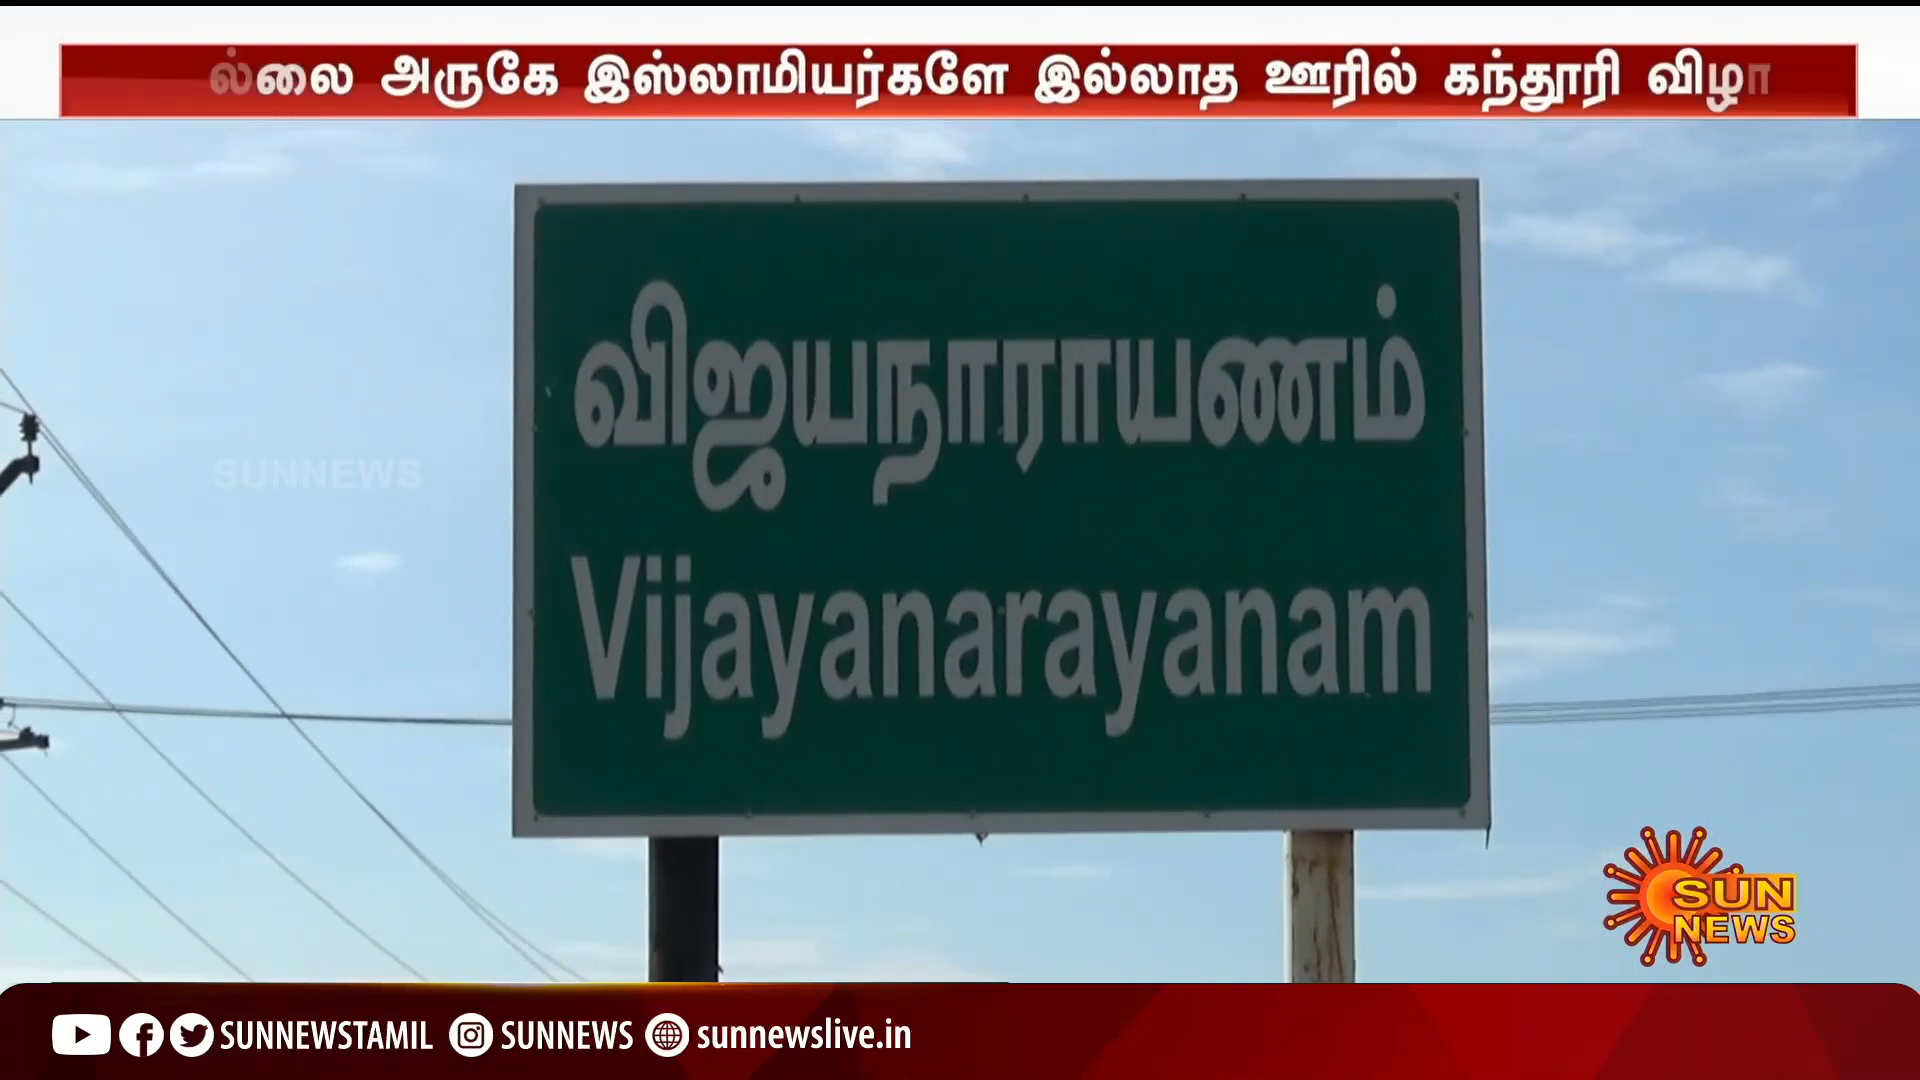 ல்லை அருகே இஸ்லாமியர்களே இல்லாத ஊரில் கந்தூரி விழா
விஜயநாராயணம்
SUNNEWS
Vijayanarayanam
SUN
NEWS
SUNNEWSTAMIL SUNNEWS sunnewslive.in